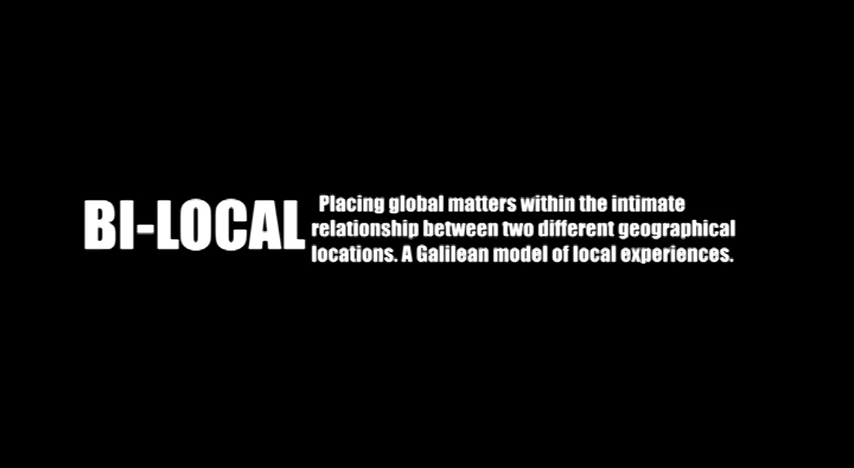 BI-LOCAL
Placing global matters within the intimate
relationship between two different geographical
locations. A Galilean model of local experiences.